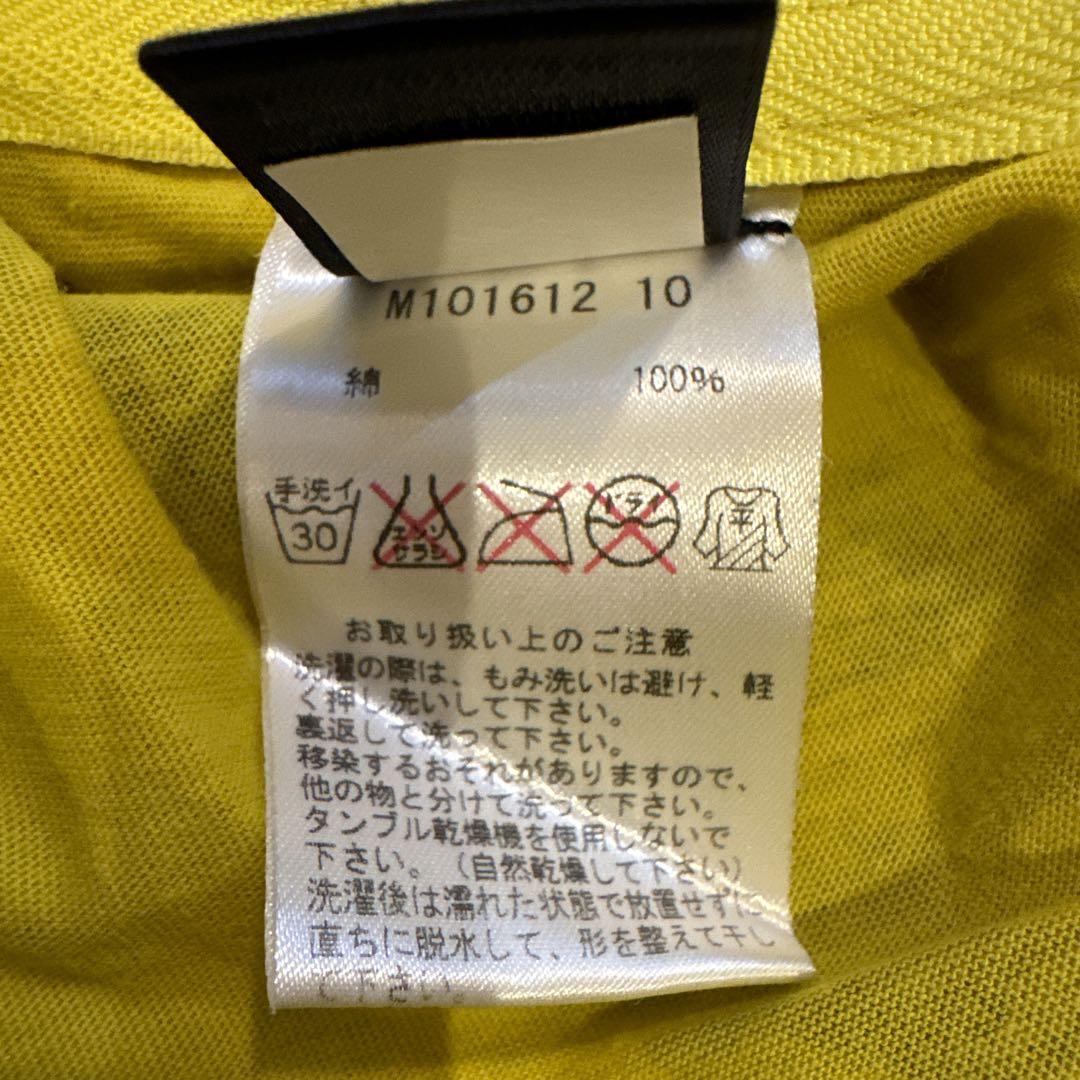 M101612 10
綿 100%
手洗イ エンソ ドライ 平
30 サラシ
お取り扱い上のご注意
洗濯の際は、もみ洗いは避け、軽
く押し洗いして下さい。
裏返して洗って下さい。
移染するおそれがありますので、
他の物と分けて洗って下さい。
タンブル乾燥機を使用しないで
下さい。（自然乾燥して下さい）
洗濯後は濡れた状態で放置せずに
直ちに脱水して、形を整えて干し
て下さい。